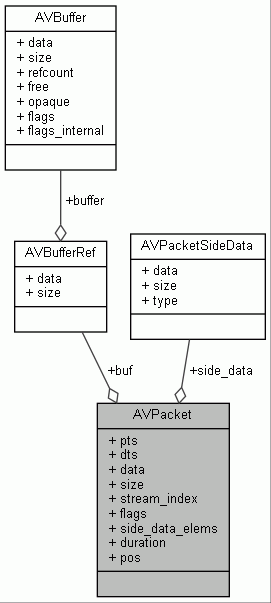 AVBuffer
+ data
+ size
+ refcount
+ free
+ opaque
+ flags
+ flags_internal
+buffer
AVBufferRef
+ data
+ size
AVPacketSideData
+ data
+ size
+ type
+buf
+side_data
AVPacket
+ pts
+ dts
+ data
+ size
+ stream_index
+ flags
+ side_data_elems
+ duration
+ pos